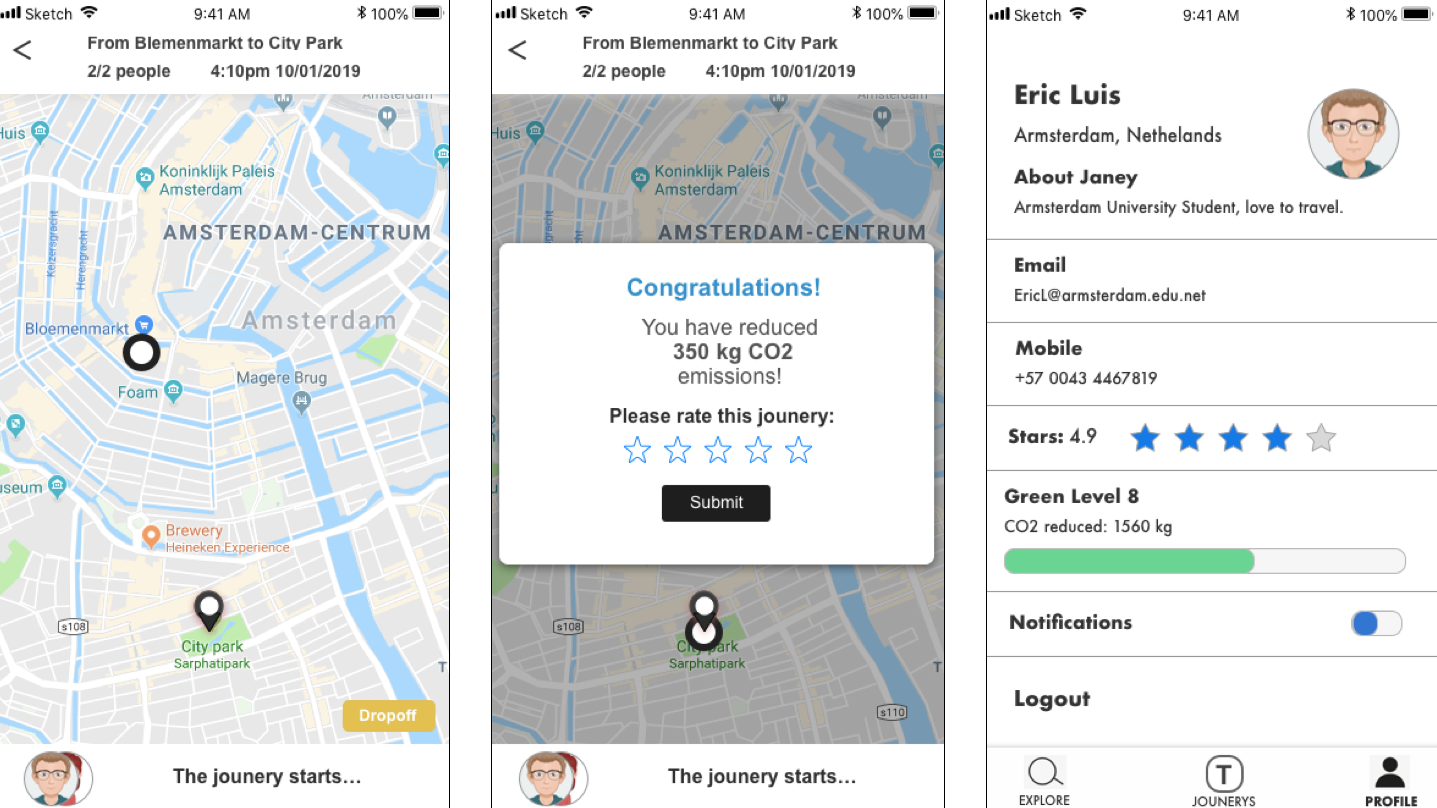 Sketch 9:41 AM 100%
From Blemenmarkt to City Park
2/2 people 4:10pm 10/01/2019
Amsterdam
Huis
Koninklijk Paleis
Amsterdam
AMSTERDAM-CENTRUM
Keizersgracht
Herengracht
Amsterdam
Bloemenmarkt
Magere Brug
Foam
useum
Brewery
Heineken Experience
s108
City park
Sarphatipark
T
Dropoff
The jounery starts...
Sketch 9:41 AM 100%
From Blemenmarkt to City Park
2/2 people 4:10pm 10/01/2019
Amsterdam
Huis
Koninklijk Paleis
Amsterdam
AMSTERDAM-CENTRUM
Congratulations!
You have reduced
350 kg CO2
emissions!
Please rate this jounery:
Submit
s108
City park
Sarphatipark
T
s110
The jounery starts...
Sketch 9:41 AM 100%
Eric Luis
Armsterdam, Nethelands
About Janey
Armsterdam University Student, love to travel.
Email
EricL@armsterdam.edu.net
Mobile
+57 0043 4467819
Stars: 4.9
Green Level 8
CO2 reduced: 1560 kg
Notifications
Logout
T
EXPLORE JOUNERYS PROFILE